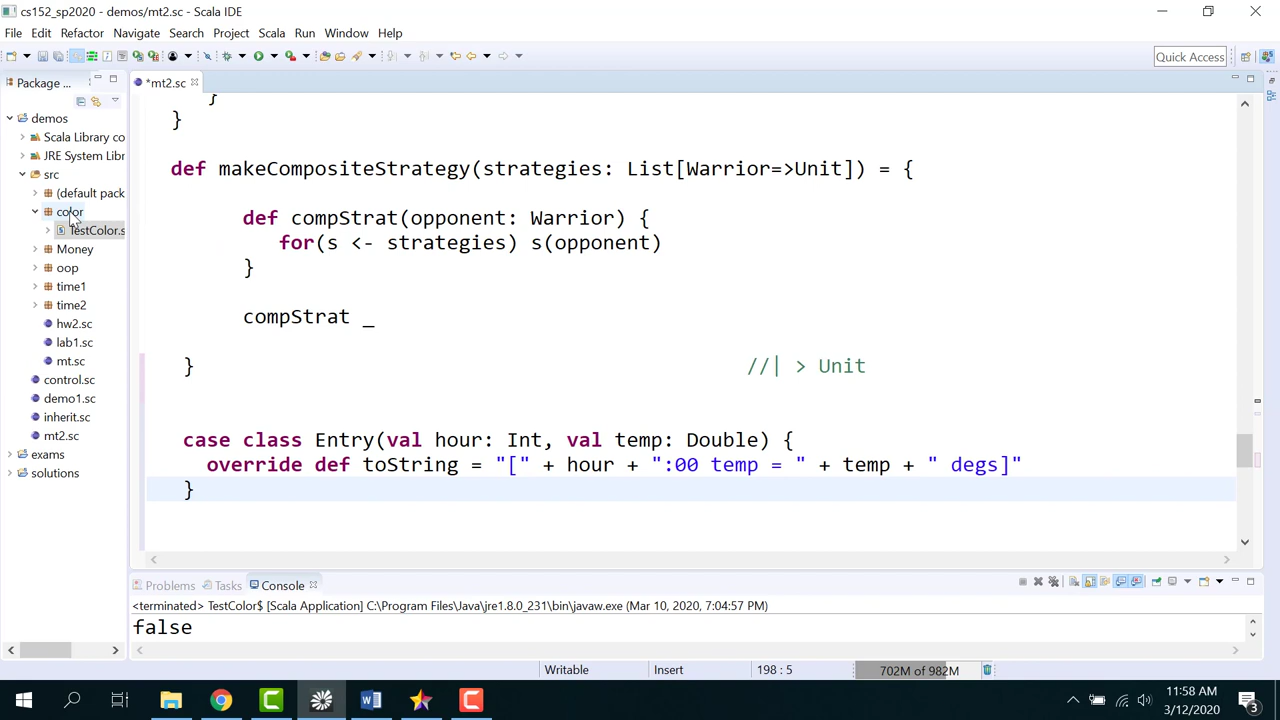 cs152_sp2020 - demos/mt2.sc - Scala IDE
File Edit Refactor Navigate Search Project Scala Run Window Help
Quick Access
Package ...
*mt2.sc
demos
Scala Library co
JRE System Libr
src
(default pack
color
TestColor.s
Money
oop
time1
time2
hw2.sc
lab1.sc
mt.sc
control.sc
demo1.sc
inherit.sc
mt2.sc
exams
solutions
}
}
def makeCompositeStrategy(strategies: List[Warrior=>Unit]) = {
def compStrat(opponent: Warrior) {
for(s <- strategies) s(opponent)
}
compStrat _
} //| > Unit
case class Entry(val hour: Int, val temp: Double) {
override def toString = "[" + hour + ":00 temp = " + temp + " degs]"
}
Problems Tasks Console
<terminated> TestColor$ [Scala Application] C:\Program Files\Java\jre1.8.0_231\bin\javaw.exe (Mar 10, 2020, 7:04:57 PM)
false
Writable Insert 198 : 5 702M of 982M
11:58 AM
3/12/2020
3